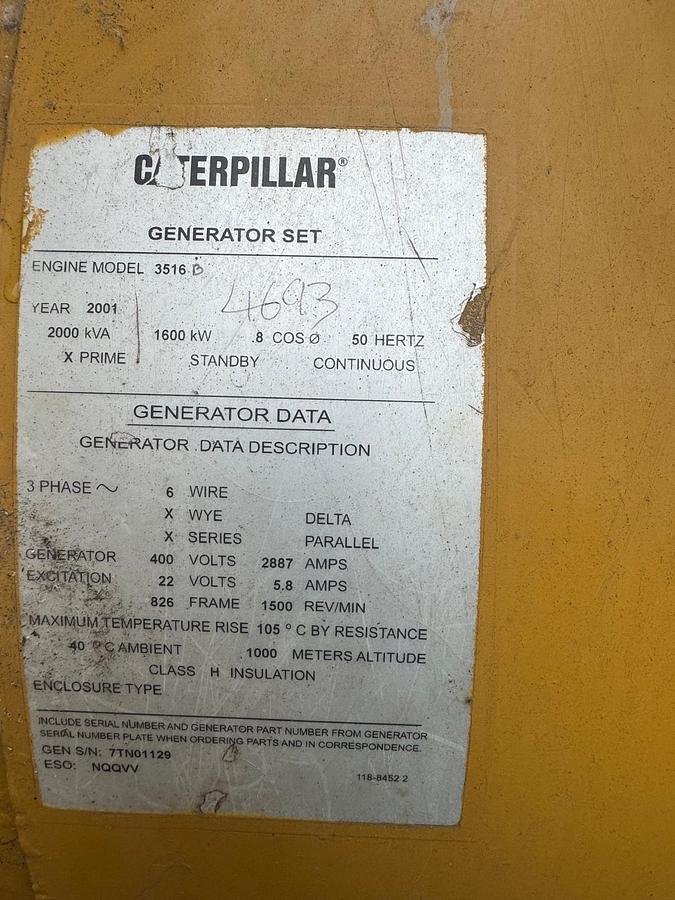 CATERPILLAR®
GENERATOR SET
ENGINE MODEL 3516 B
4693
YEAR 2001
2000 kVA 1600 kW .8 COS Ø 50 HERTZ
X PRIME STANDBY CONTINUOUS
GENERATOR DATA
GENERATOR DATA DESCRIPTION
3 PHASE ~ 6 WIRE
X WYE DELTA
X SERIES PARALLEL
GENERATOR 400 VOLTS 2887 AMPS
EXCITATION 22 VOLTS 5.8 AMPS
826 FRAME 1500 REV/MIN
MAXIMUM TEMPERATURE RISE 105 ° C BY RESISTANCE
40 ° C AMBIENT 1000 METERS ALTITUDE
CLASS H INSULATION
ENCLOSURE TYPE
INCLUDE SERIAL NUMBER AND GENERATOR PART NUMBER FROM GENERATOR
SERIAL NUMBER PLATE WHEN ORDERING PARTS AND IN CORRESPONDENCE.
GEN S/N: 7TN01129
ESO: NQQVV
118-8452 2